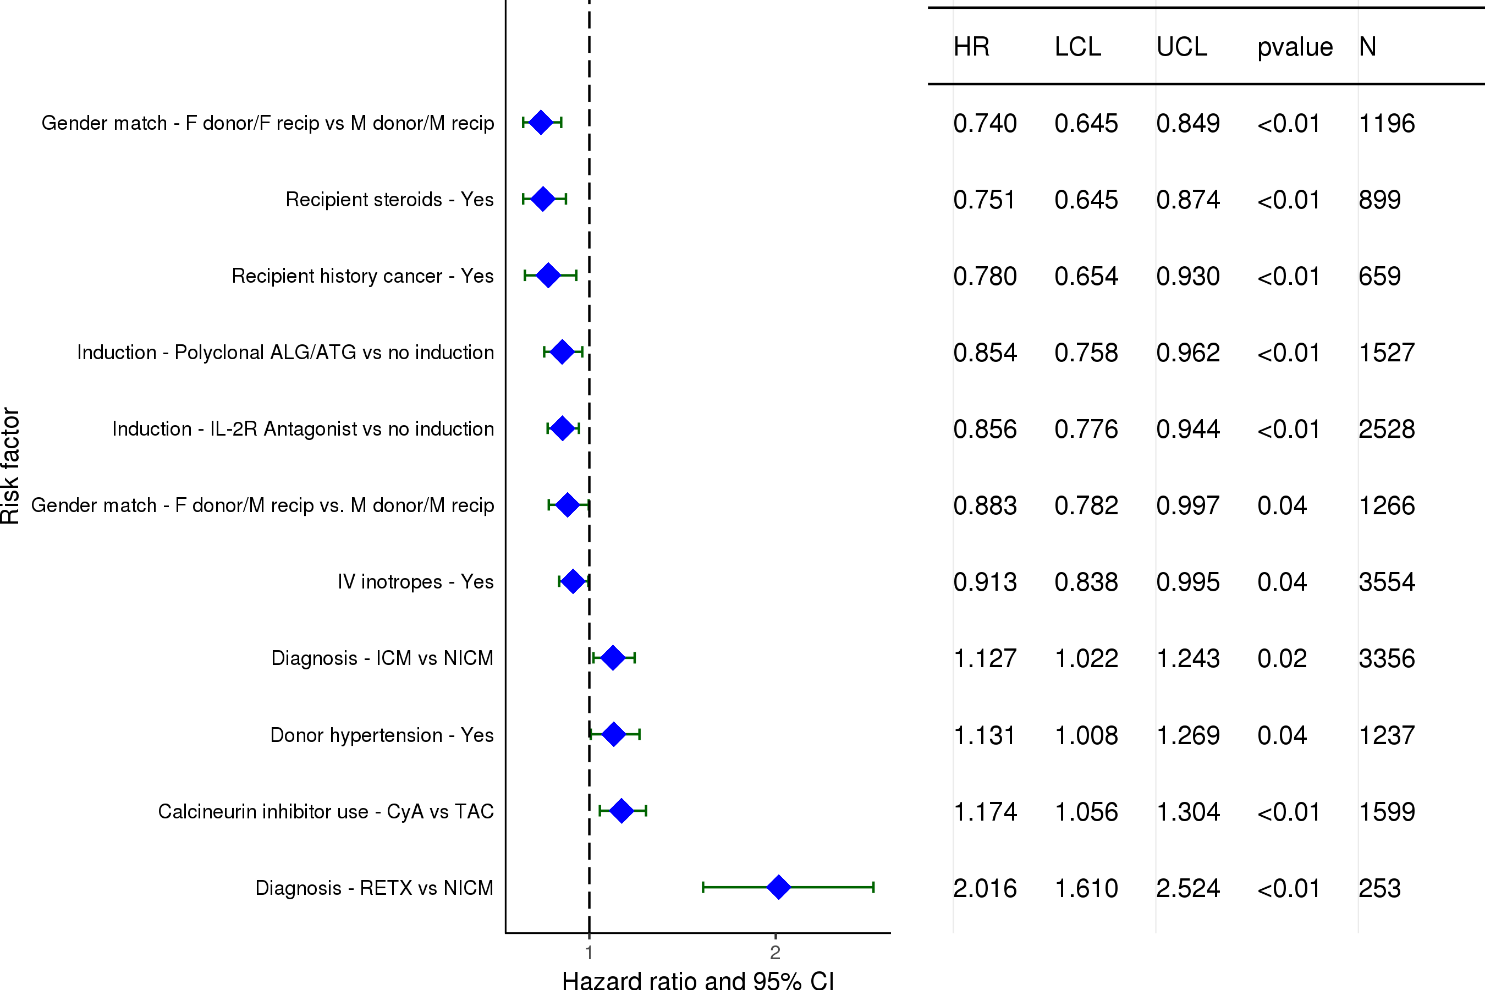 HR LCL UCL pvalue N
Gender match - F donor/F recip vs M donor/M recip 0.740 0.645 0.849 <0.01 1196
Recipient steroids - Yes 0.751 0.645 0.874 <0.01 899
Recipient history cancer - Yes 0.780 0.654 0.930 <0.01 659
Induction - Polyclonal ALG/ATG vs no induction 0.854 0.758 0.962 <0.01 1527
Induction - IL-2R Antagonist vs no induction 0.856 0.776 0.944 <0.01 2528
Risk factor
Gender match - F donor/M recip vs. M donor/M recip 0.883 0.782 0.997 0.04 1266
IV inotropes - Yes 0.913 0.838 0.995 0.04 3554
Diagnosis - ICM vs NICM 1.127 1.022 1.243 0.02 3356
Donor hypertension - Yes 1.131 1.008 1.269 0.04 1237
Calcineurin inhibitor use - CyA vs TAC 1.174 1.056 1.304 <0.01 1599
Diagnosis - RETX vs NICM 2.016 1.610 2.524 <0.01 253
1 2
Hazard ratio and 95% CI